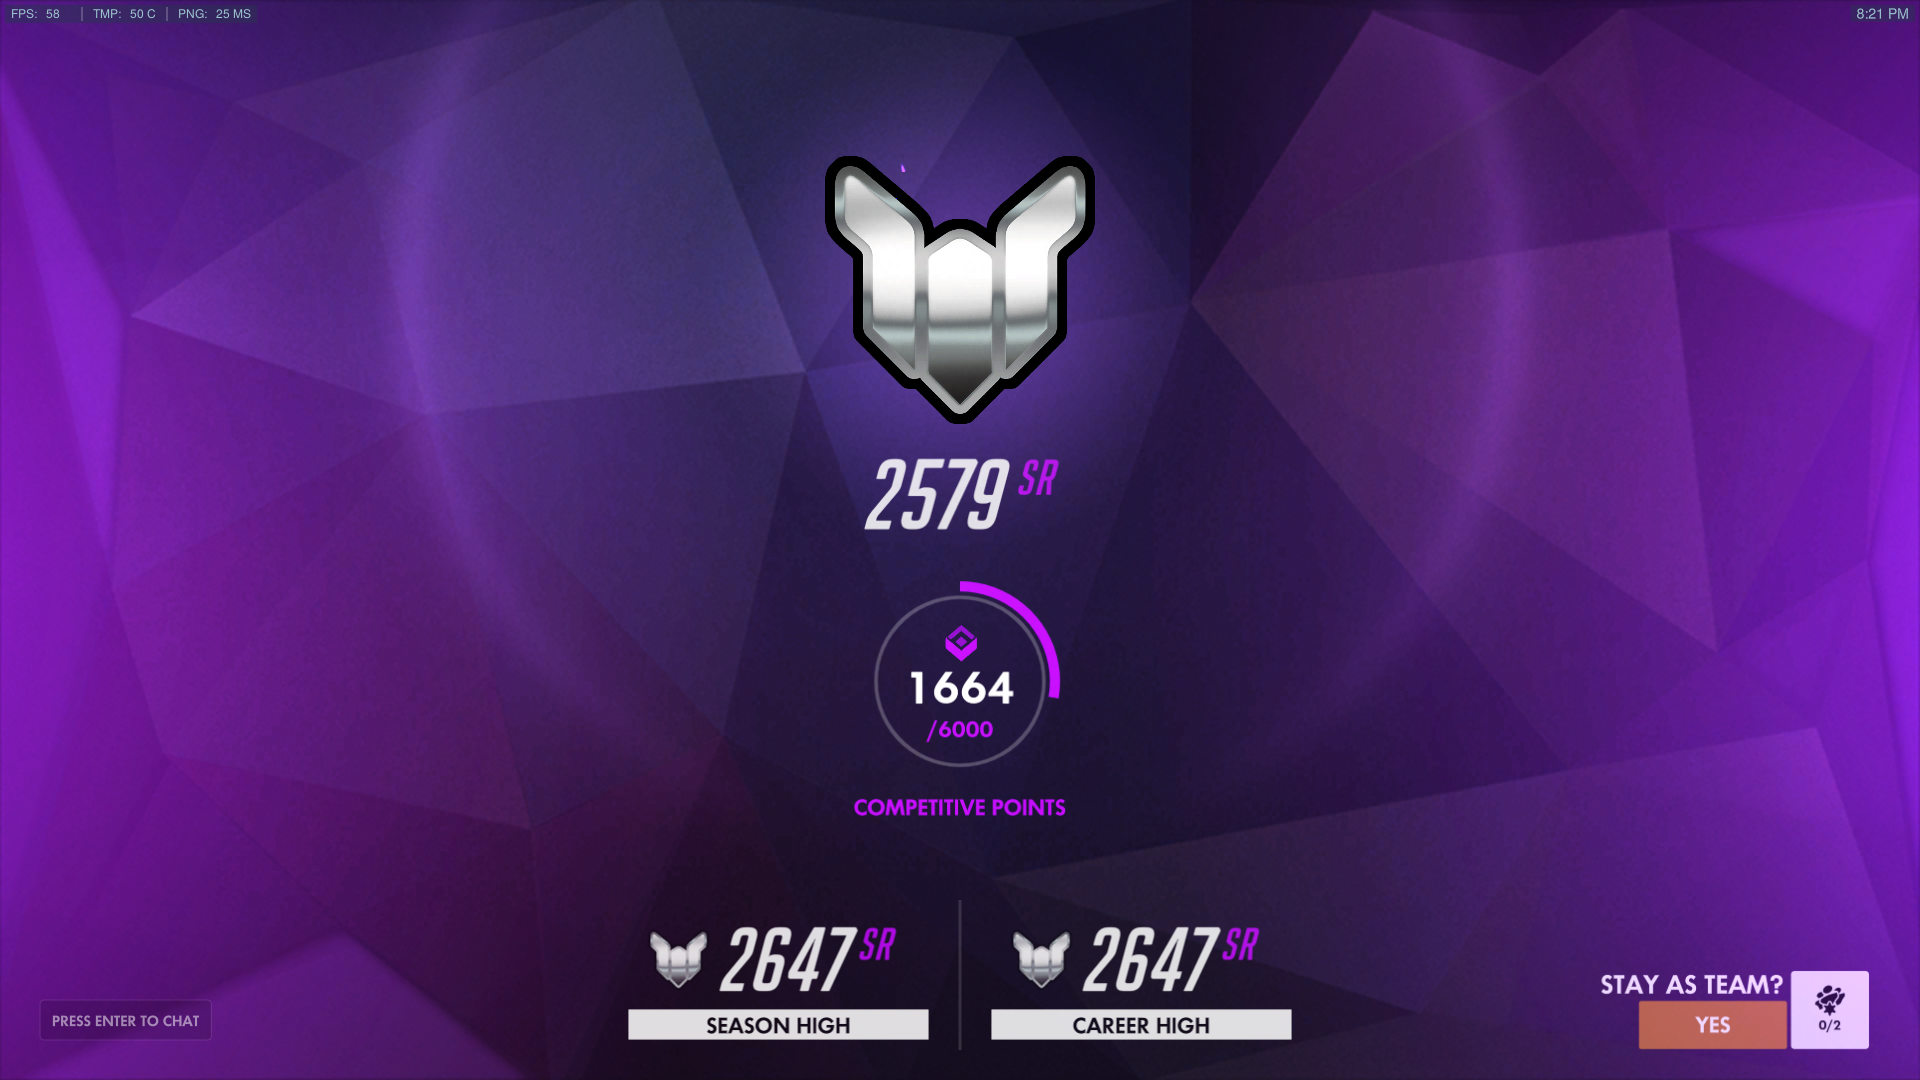 FPS: 58 | TMP: 50 C | PNG: 25 MS
8:21 PM
2579 SR
1664
/6000
COMPETITIVE POINTS
2647 SR
SEASON HIGH
2647 SR
CAREER HIGH
STAY AS TEAM?
YES
0/2
PRESS ENTER TO CHAT